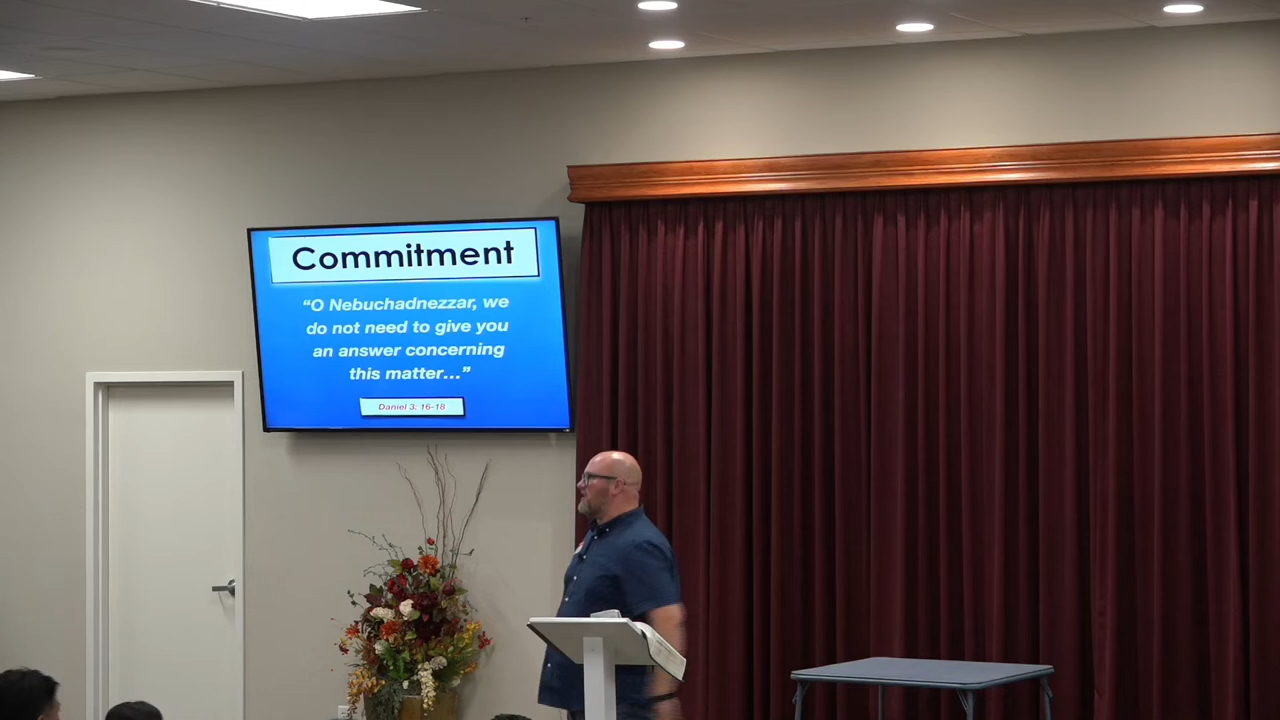 Commitment
“O Nebuchadnezzar, we
do not need to give you
an answer concerning
this matter...”
Daniel 3: 16-18